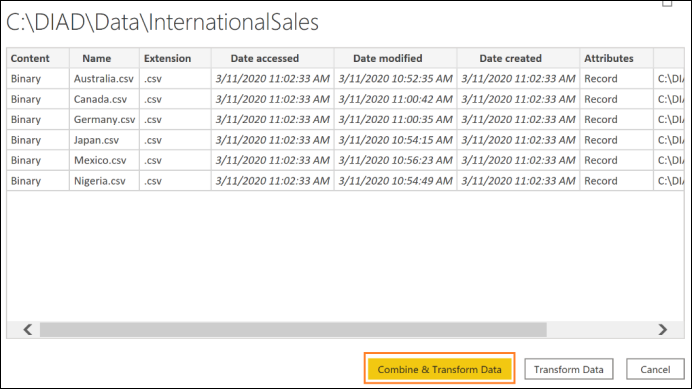 C:\DIAD\Data\InternationalSales
Content Name Extension Date accessed Date modified Date created Attributes
Binary Australia.csv .csv 3/11/2020 11:02:33 AM 3/11/2020 10:52:35 AM 3/11/2020 11:02:33 AM Record C:\DIA
Binary Canada.csv .csv 3/11/2020 11:02:33 AM 3/11/2020 11:00:42 AM 3/11/2020 11:02:33 AM Record C:\DIA
Binary Germany.csv .csv 3/11/2020 11:02:33 AM 3/11/2020 11:00:35 AM 3/11/2020 11:02:33 AM Record C:\DIA
Binary Japan.csv .csv 3/11/2020 11:02:33 AM 3/11/2020 10:54:15 AM 3/11/2020 11:02:33 AM Record C:\DIA
Binary Mexico.csv .csv 3/11/2020 11:02:33 AM 3/11/2020 10:56:23 AM 3/11/2020 11:02:33 AM Record C:\DIA
Binary Nigeria.csv .csv 3/11/2020 11:02:33 AM 3/11/2020 10:54:49 AM 3/11/2020 11:02:33 AM Record C:\DIA
Combine & Transform Data Transform Data Cancel